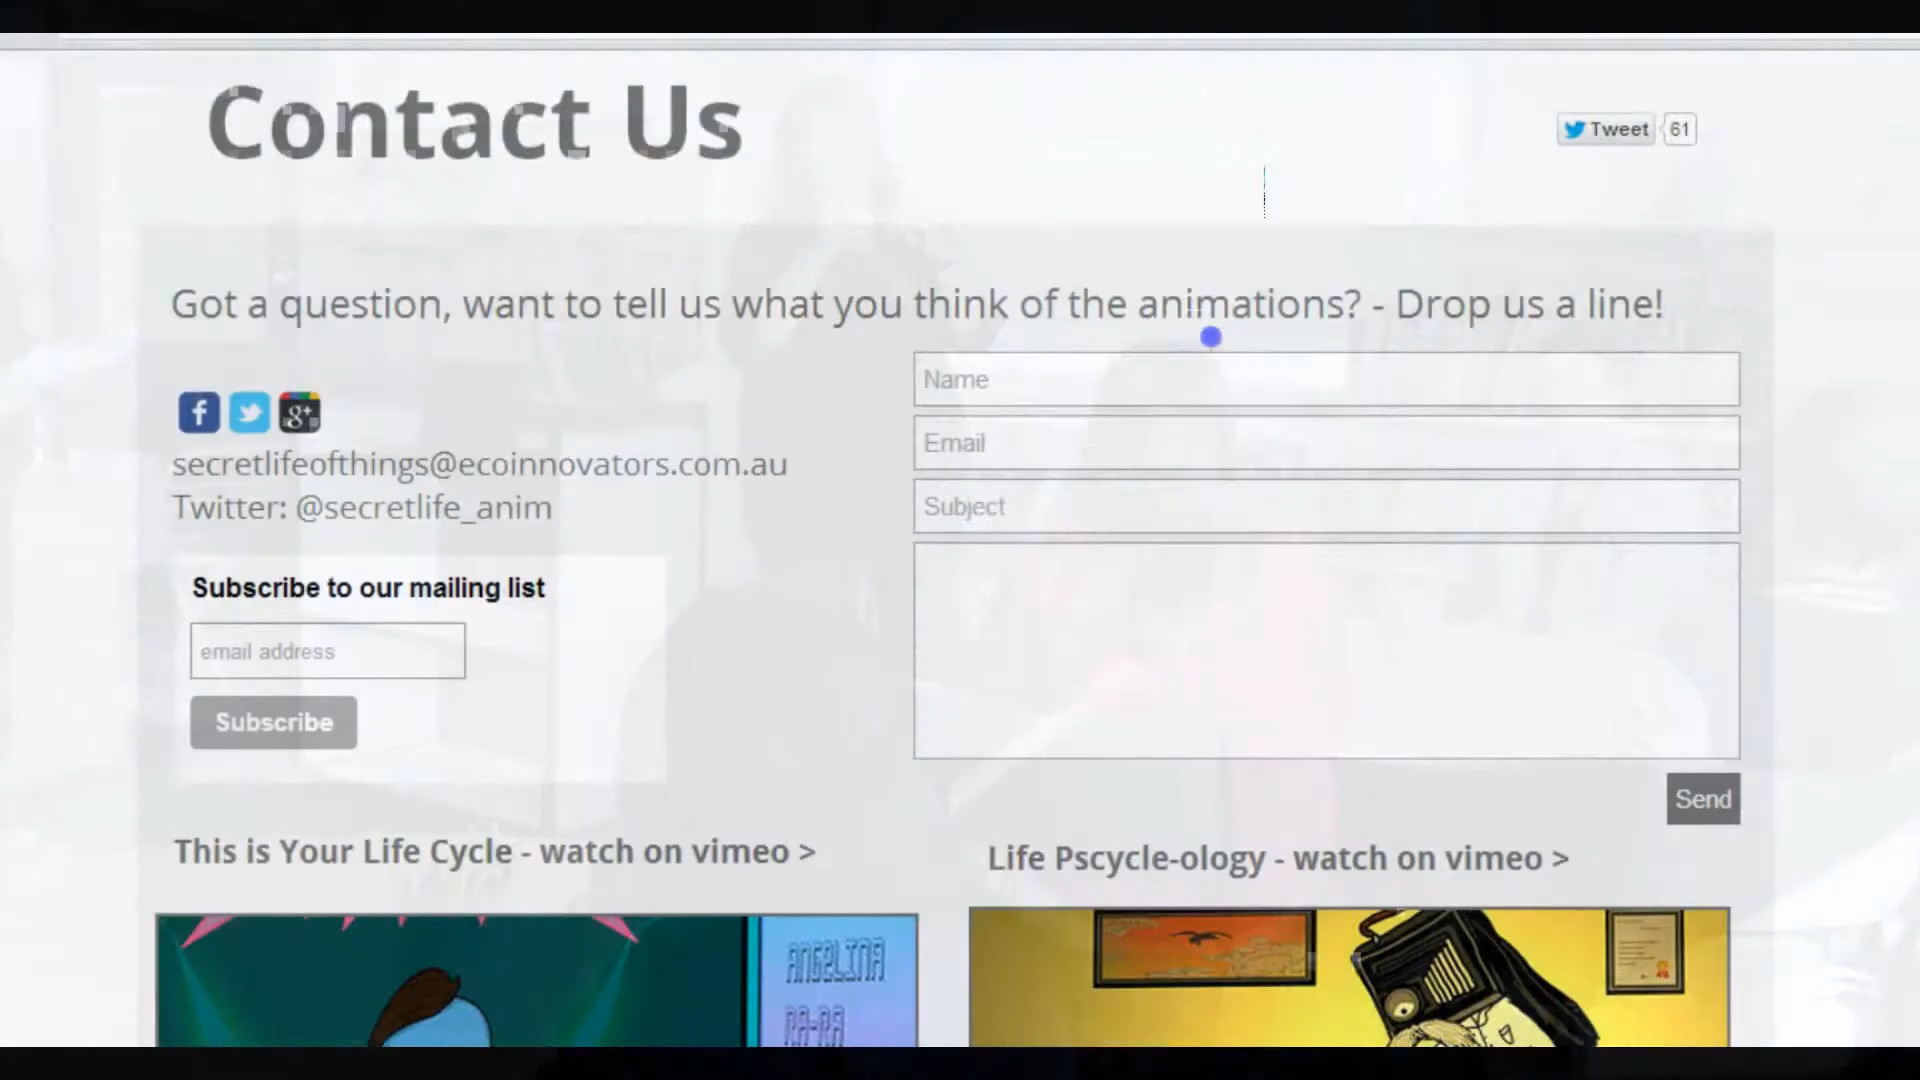 Contact Us
Tweet 61
Got a question, want to tell us what you think of the animations? - Drop us a line!
Name
Email
Subject
secretlifeofthings@ecoinnovators.com.au
Twitter: @secretlife_anim
Subscribe to our mailing list
email address
Subscribe
Send
This is Your Life Cycle - watch on vimeo >
Life Pscycle-ology - watch on vimeo >
ANGELINA